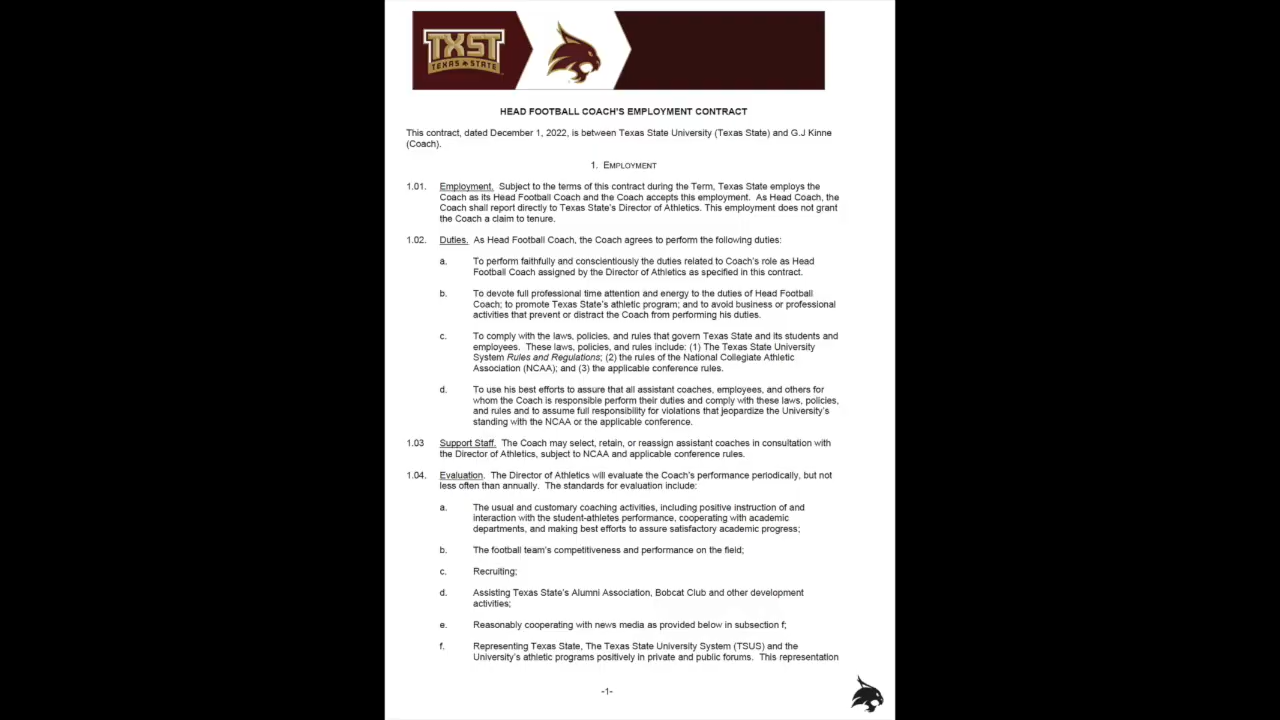 TXST
TEXAS STATE
HEAD FOOTBALL COACH'S EMPLOYMENT CONTRACT
This contract, dated December 1, 2022, is between Texas State University (Texas State) and G.J Kinne
(Coach).
1. EMPLOYMENT
1.01. Employment. Subject to the terms of this contract during the Term, Texas State employs the
Coach as its Head Football Coach and the Coach accepts this employment. As Head Coach, the
Coach shall report directly to Texas State's Director of Athletics. This employment does not grant
the Coach a claim to tenure.
1.02. Duties. As Head Football Coach, the Coach agrees to perform the following duties:
a. To perform faithfully and conscientiously the duties related to Coach's role as Head
Football Coach assigned by the Director of Athletics as specified in this contract.
b. To devote full professional time attention and energy to the duties of Head Football
Coach; to promote Texas State's athletic program; and to avoid business or professional
activities that prevent or distract the Coach from performing his duties.
c. To comply with the laws, policies, and rules that govern Texas State and its students and
employees. These laws, policies, and rules include: (1) The Texas State University
System Rules and Regulations; (2) the rules of the National Collegiate Athletic
Association (NCAA); and (3) the applicable conference rules.
d. To use his best efforts to assure that all assistant coaches, employees, and others for
whom the Coach is responsible perform their duties and comply with these laws, policies,
and rules and to assume full responsibility for violations that jeopardize the University's
standing with the NCAA or the applicable conference.
1.03 Support Staff. The Coach may select, retain, or reassign assistant coaches in consultation with
the Director of Athletics, subject to NCAA and applicable conference rules.
1.04. Evaluation. The Director of Athletics will evaluate the Coach's performance periodically, but not
less often than annually. The standards for evaluation include:
a. The usual and customary coaching activities, including positive instruction of and
interaction with the student-athletes performance, cooperating with academic
departments, and making best efforts to assure satisfactory academic progress;
b. The football team's competitiveness and performance on the field;
c. Recruiting;
d. Assisting Texas State's Alumni Association, Bobcat Club and other development
activities;
e. Reasonably cooperating with news media as provided below in subsection f;
f. Representing Texas State, The Texas State University System (TSUS) and the
University's athletic programs positively in private and public forums. This representation
-1-